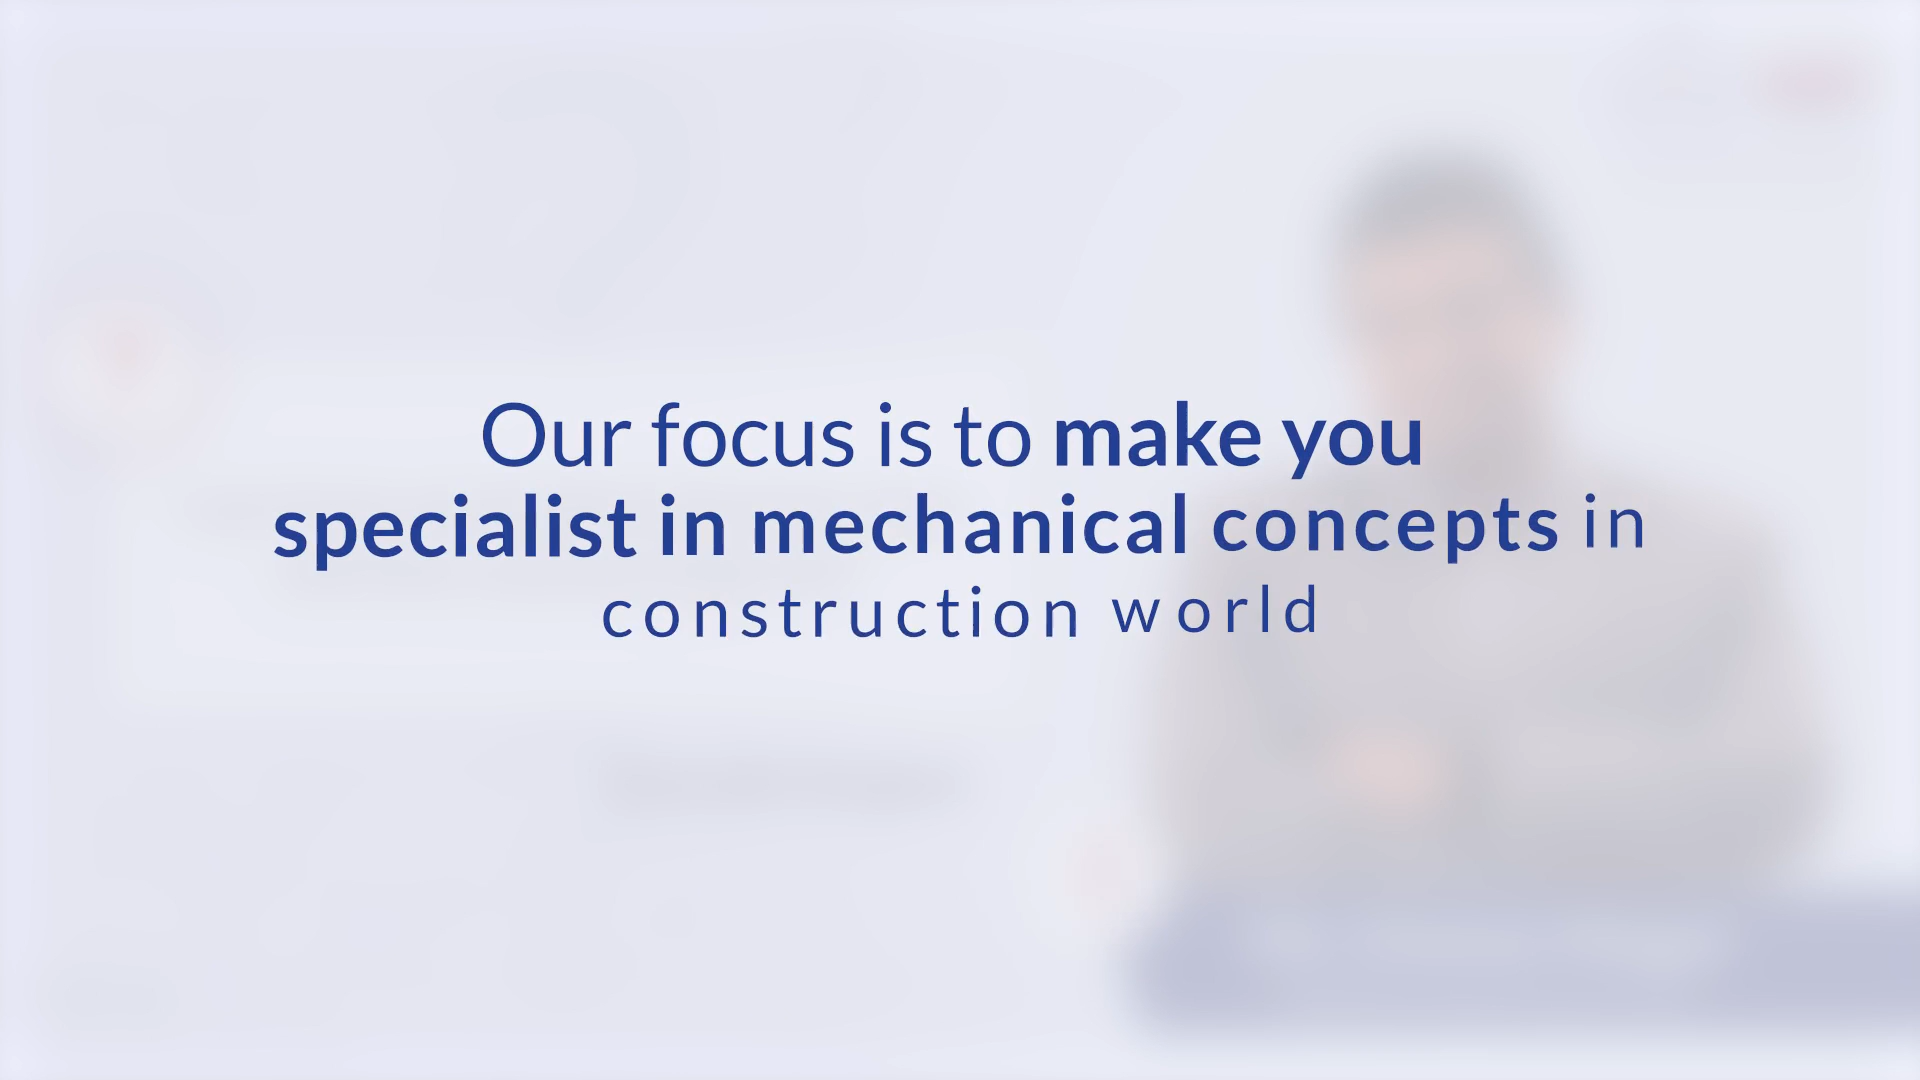 Our focus is to make you
specialist in mechanical concepts in
construction world